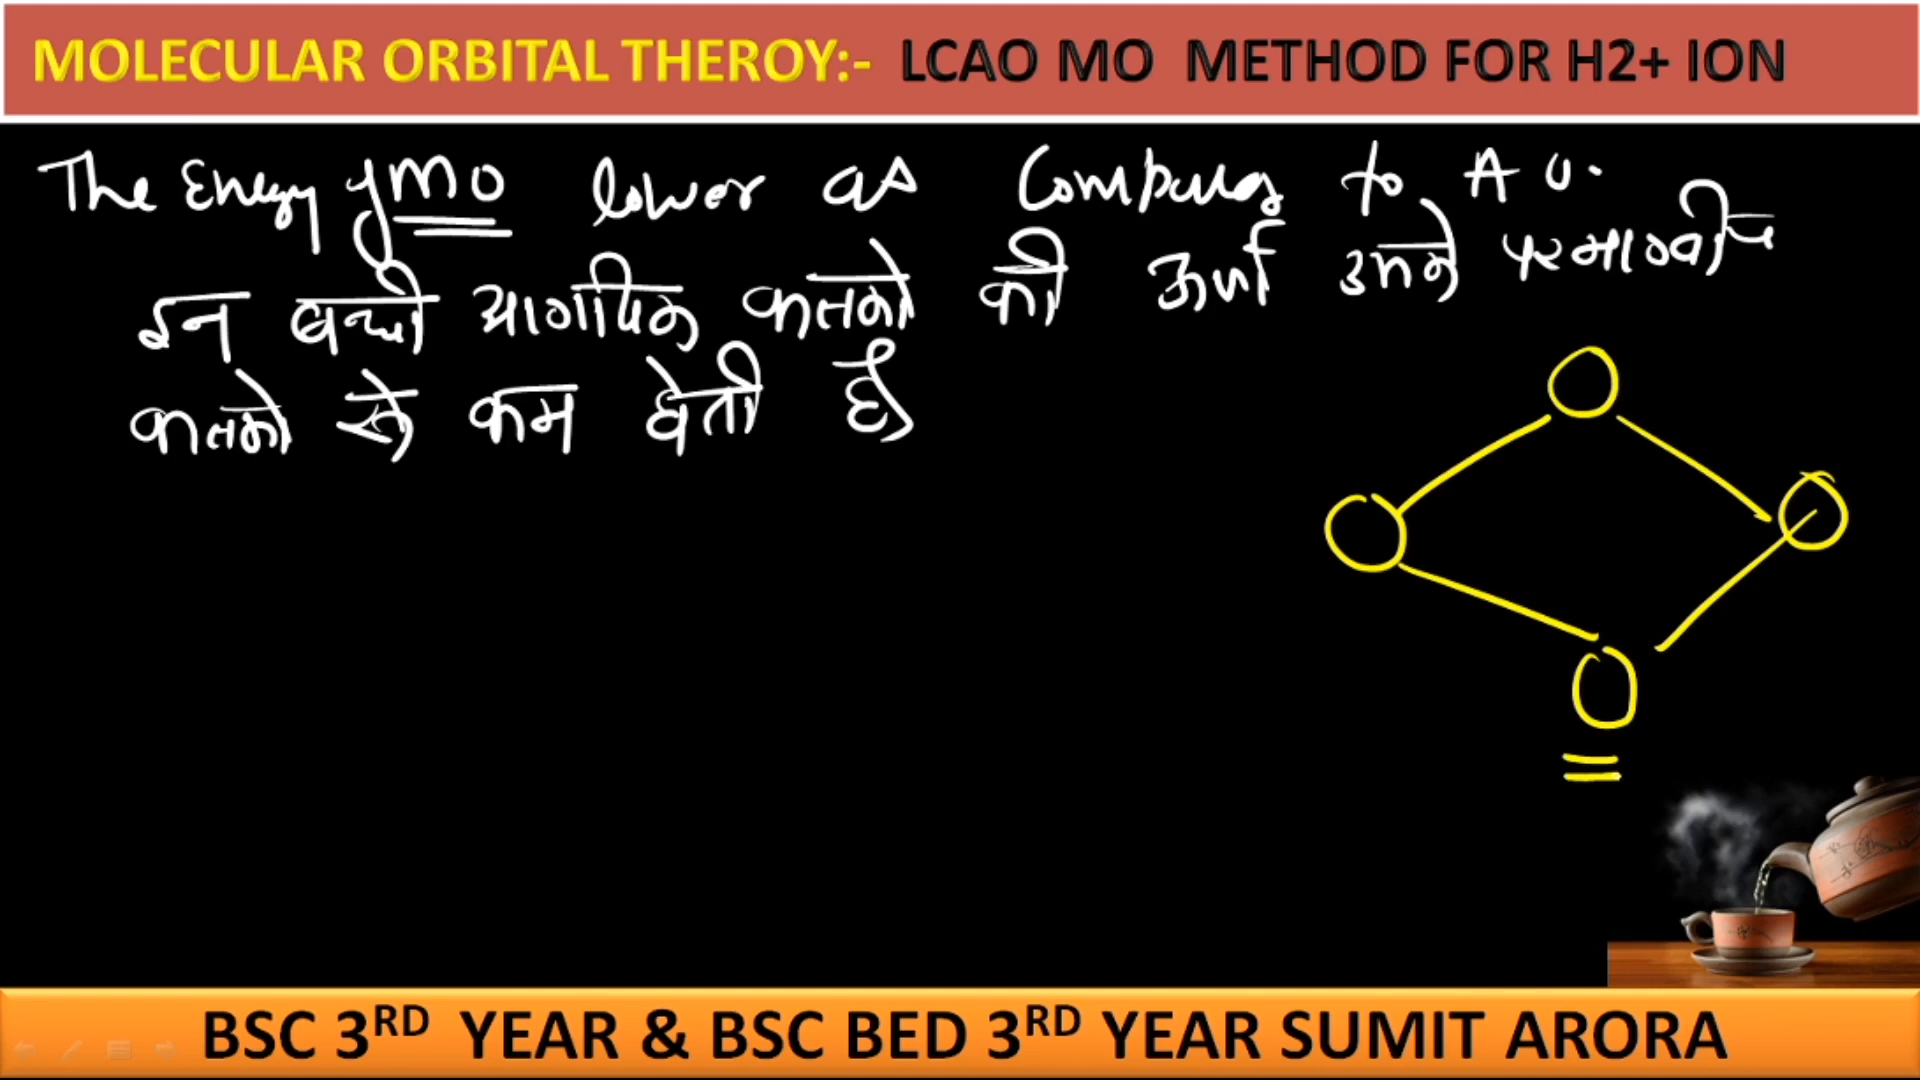 MOLECULAR ORBITAL THEROY:- LCAO MO METHOD FOR H2+ ION
The Energy of MO lower as Compares to A O.
इन बन्धी आणविक कक्षको की ऊर्जा उनके परमाण्वीय
कक्षको से कम होती है
BSC 3RD YEAR & BSC BED 3RD YEAR SUMIT ARORA